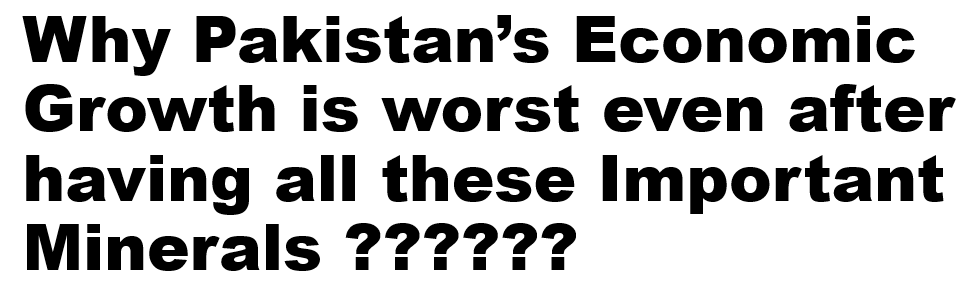 Why Pakistan’s Economic
Growth is worst even after
having all these Important
Minerals ??????